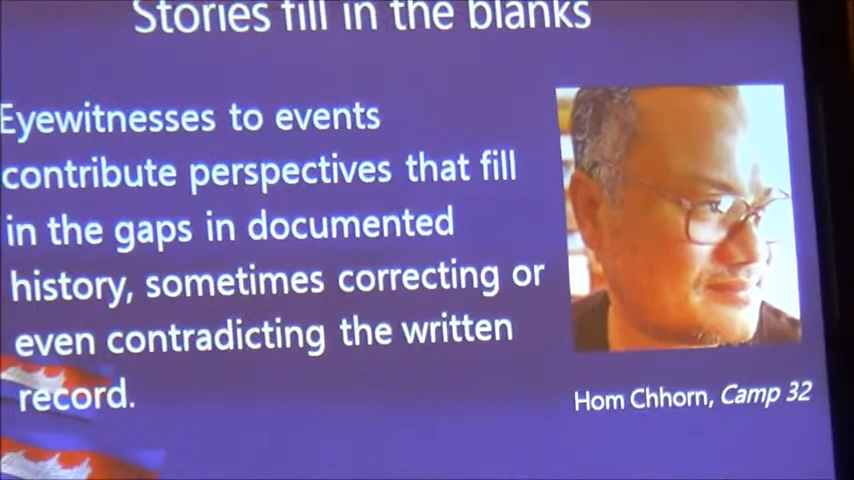 Stories fill in the blanks
Eyewitnesses to events
contribute perspectives that fill
in the gaps in documented
history, sometimes correcting or
even contradicting the written
record.
Hom Chhorn, Camp 32